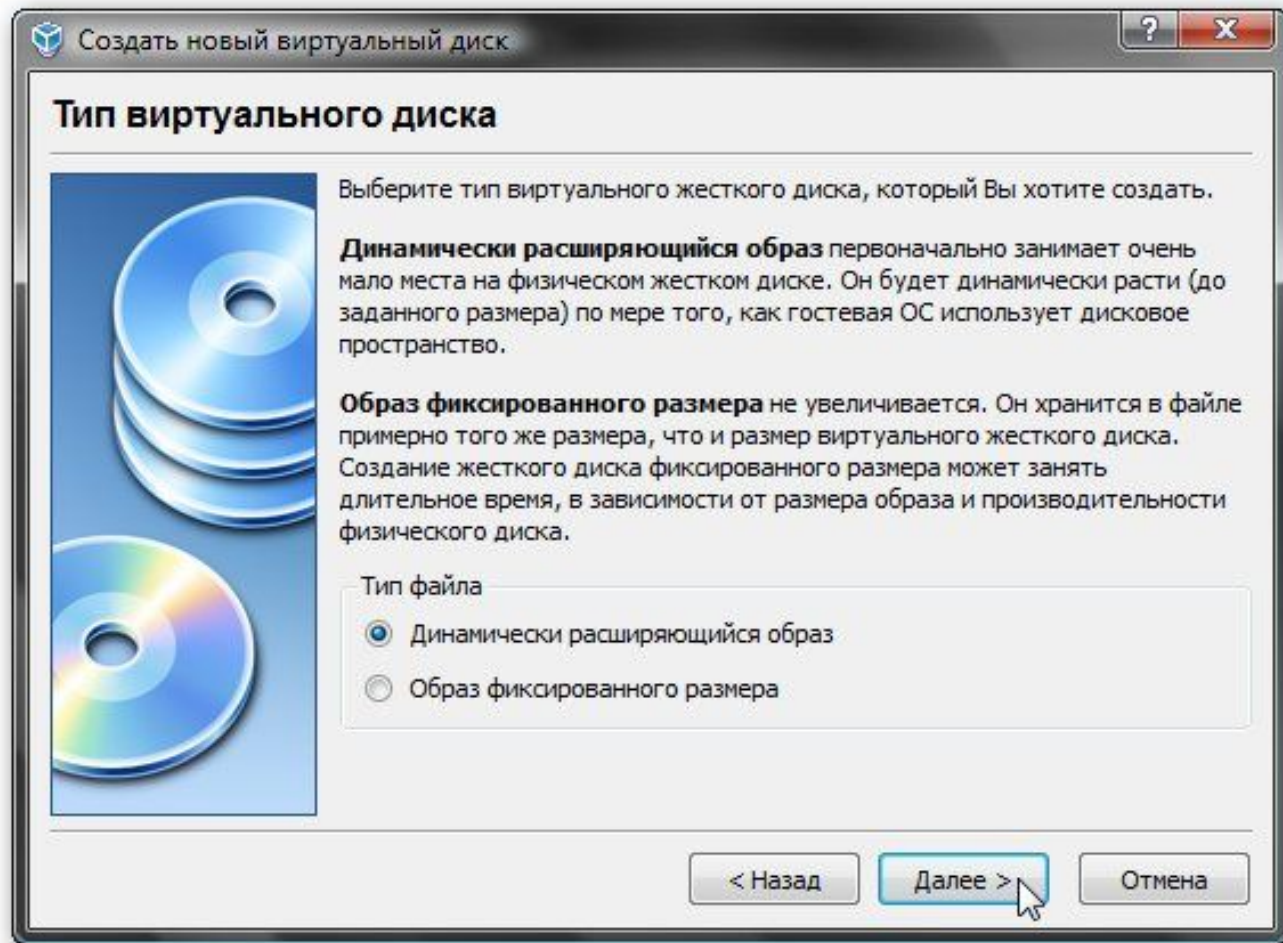 Создать новый виртуальный диск
Тип виртуального диска
Выберите тип виртуального жесткого диска, который Вы хотите создать.
Динамически расширяющийся образ первоначально занимает очень
мало места на физическом жестком диске. Он будет динамически расти (до
заданного размера) по мере того, как гостевая ОС использует дисковое
пространство.
Образ фиксированного размера не увеличивается. Он хранится в файле
примерно того же размера, что и размер виртуального жесткого диска.
Создание жесткого диска фиксированного размера может занять
длительное время, в зависимости от размера образа и производительности
физического диска.
Тип файла
Динамически расширяющийся образ
Образ фиксированного размера
< Назад
Далее >
Отмена